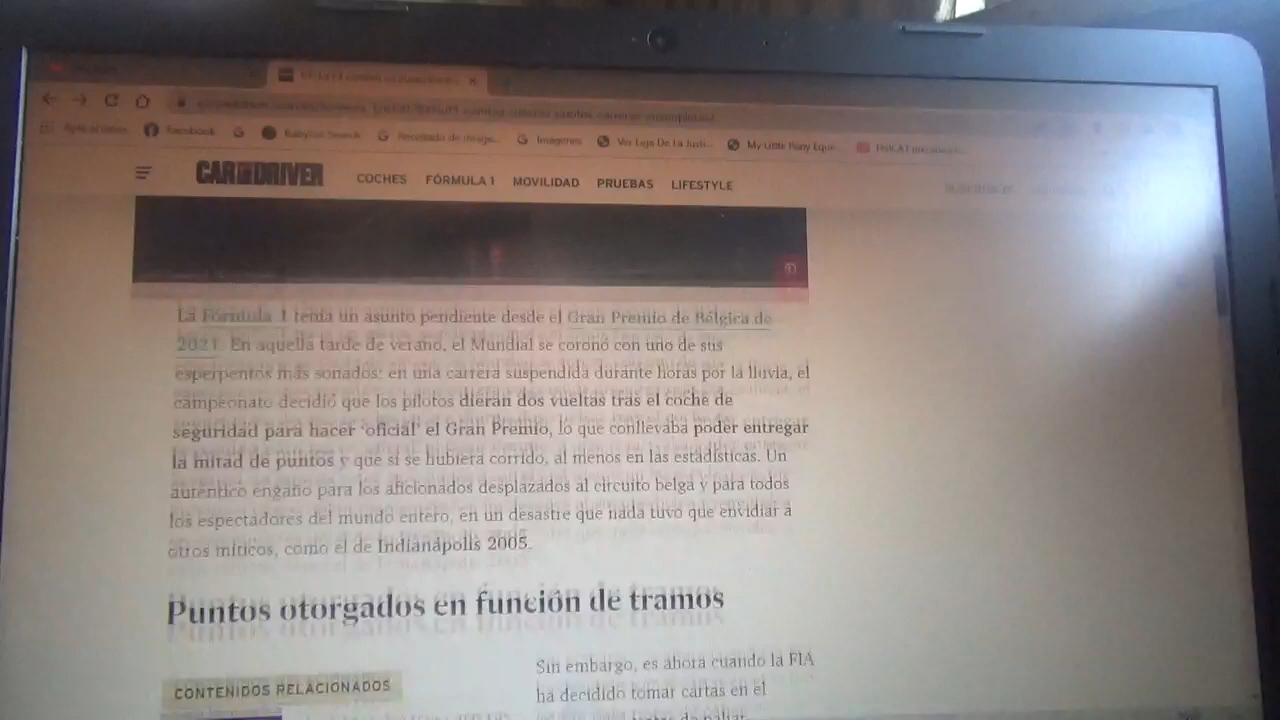 Facebook
Imágenes
My Little Pony Eque...
CAR AND DRIVER
COCHES FÓRMULA 1 MOVILIDAD PRUEBAS LIFESTYLE
La Fórmula 1 tenía un asunto pendiente desde el Gran Premio de Bélgica de
2021. En aquella tarde de verano, el Mundial se coronó con uno de sus
esperpentos más sonados: en una carrera suspendida durante horas por la lluvia, el
campeonato decidió que los pilotos dieran dos vueltas tras el coche de
seguridad para hacer 'oficial' el Gran Premio, lo que conllevaba poder entregar
la mitad de puntos y que sí se hubiera corrido, al menos en las estadísticas. Un
auténtico engaño para los aficionados desplazados al circuito belga y para todos
los espectadores del mundo entero, en un desastre que nada tuvo que envidiar a
otros míticos, como el de Indianápolis 2005.
Puntos otorgados en función de tramos
CONTENIDOS RELACIONADOS
Sin embargo, es ahora cuando la FIA
ha decidido tomar cartas en el